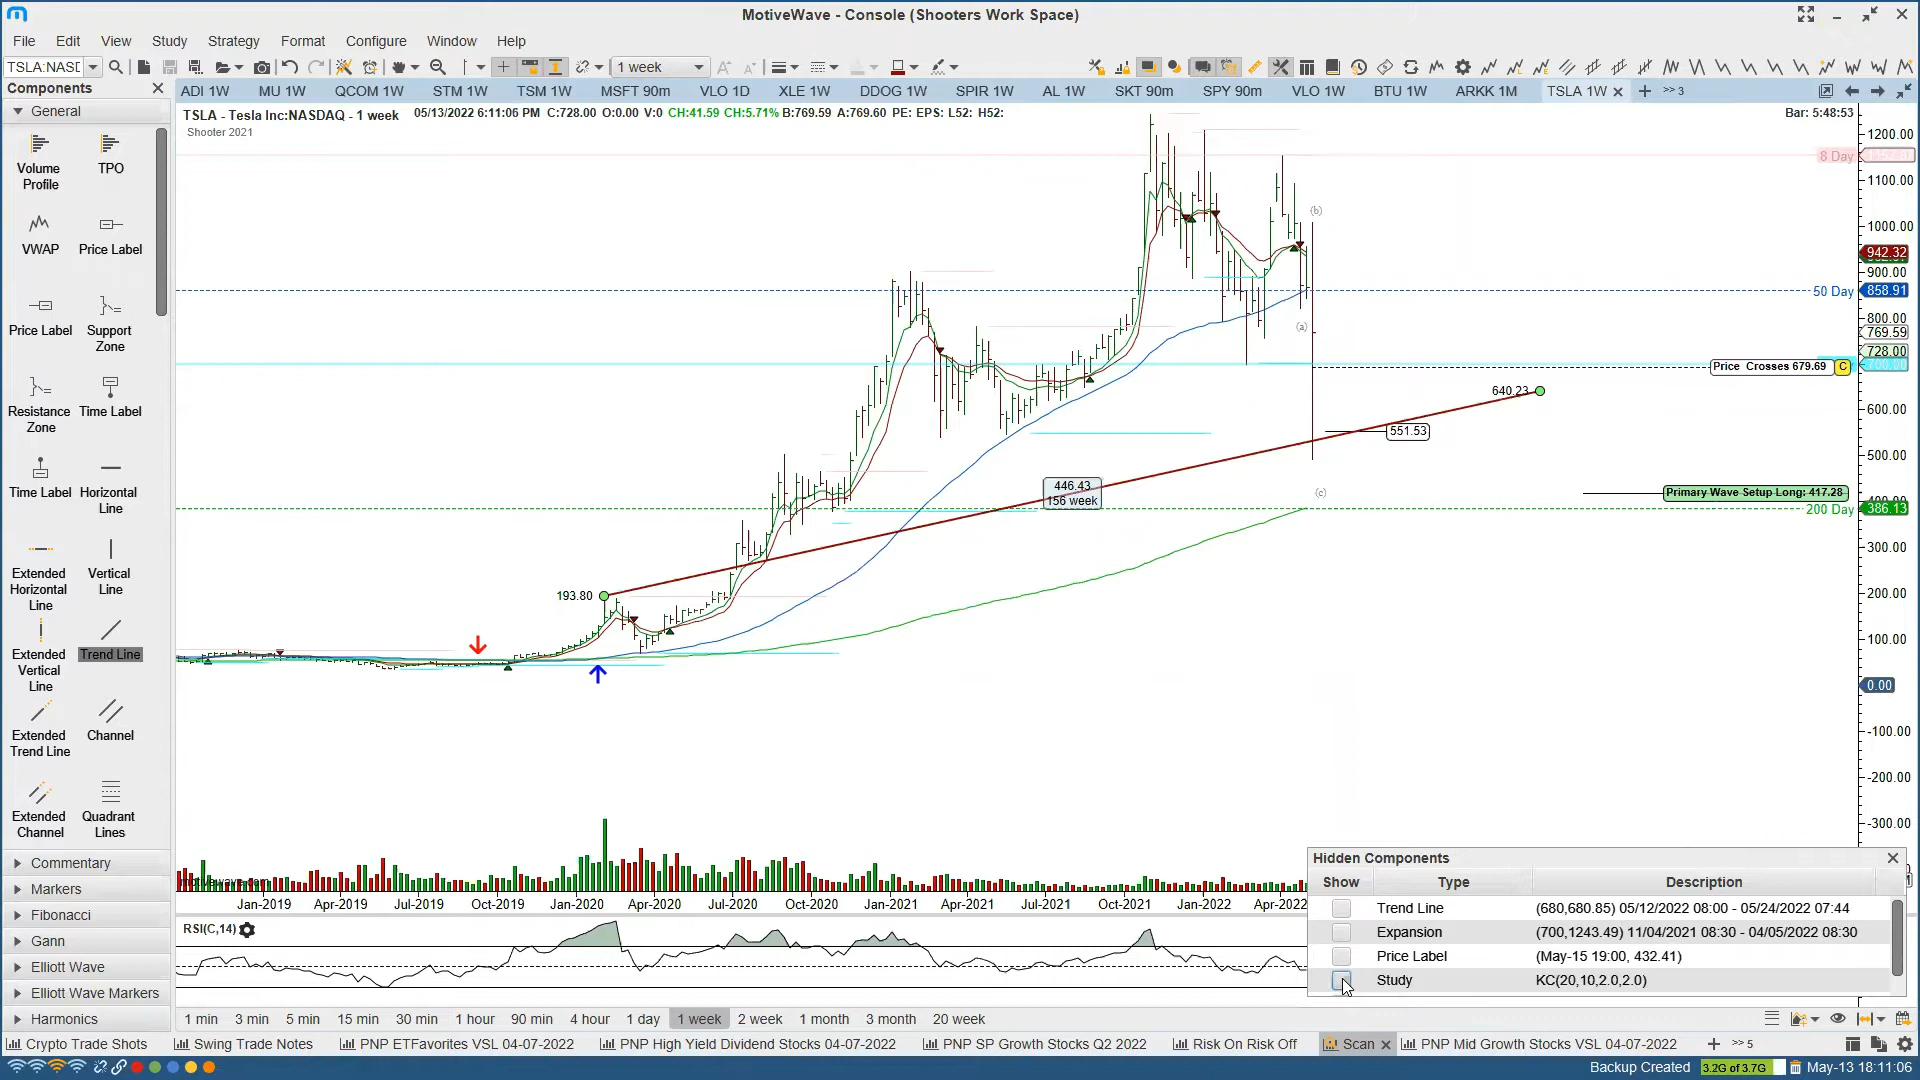 MotiveWave - Console (Shooters Work Space)
File Edit View Study Strategy Format Configure Window Help
TSLA:NASD
1 week
Components
ADI 1W MU 1W QCOM 1W STM 1W TSM 1W MSFT 90m VLO 1D XLE 1W DDOG 1W SPIR 1W AL 1W SKT 90m SPY 90m VLO 1W BTU 1W ARKK 1M TSLA 1W >> 3
General
TSLA - Tesla Inc:NASDAQ - 1 week 05/13/2022 6:11:06 PM C:728.00 O:0.00 V:0 CH:41.59 CH:5.71% B:769.59 A:769.60 PE: EPS: L52: H52:
Bar: 5:48:53
Shooter 2021
Volume Profile
TPO
VWAP
Price Label
Price Label
Support Zone
Resistance Zone
Time Label
Time Label
Horizontal Line
Extended Horizontal Line
Vertical Line
Extended Vertical Line
Trend Line
Extended Trend Line
Channel
Extended Channel
Quadrant Lines
Commentary
Markers
Fibonacci
Gann
Elliott Wave
Elliott Wave Markers
Harmonics
1200.00
8 Day
1100.00
(b)
1000.00
942.32
900.00
50 Day 858.91
800.00
(a)
769.59
728.00
700.00
Price Crosses 679.69 C
640.23
600.00
551.53
500.00
446.43
156 week
(c)
Primary Wave Setup Long: 417.28
200 Day 386.13
300.00
193.80
200.00
100.00
0.00
-100.00
-200.00
-300.00
motivewave.com
Jan-2019 Apr-2019 Jul-2019 Oct-2019 Jan-2020 Apr-2020 Jul-2020 Oct-2020 Jan-2021 Apr-2021 Jul-2021 Oct-2021 Jan-2022 Apr-2022
RSI(C,14)
Hidden Components
Show Type Description
Trend Line (680,680.85) 05/12/2022 08:00 - 05/24/2022 07:44
Expansion (700,1243.49) 11/04/2021 08:30 - 04/05/2022 08:30
Price Label (May-15 19:00, 432.41)
Study KC(20,10,2.0,2.0)
1 min 3 min 5 min 15 min 30 min 1 hour 90 min 4 hour 1 day 1 week 2 week 1 month 3 month 20 week
Crypto Trade Shots Swing Trade Notes PNP ETFavorites VSL 04-07-2022 PNP High Yield Dividend Stocks 04-07-2022 PNP SP Growth Stocks Q2 2022 Risk On Risk Off Scan PNP Mid Growth Stocks VSL 04-07-2022 >> 5
Backup Created 3.2G of 3.7G May-13 18:11:06